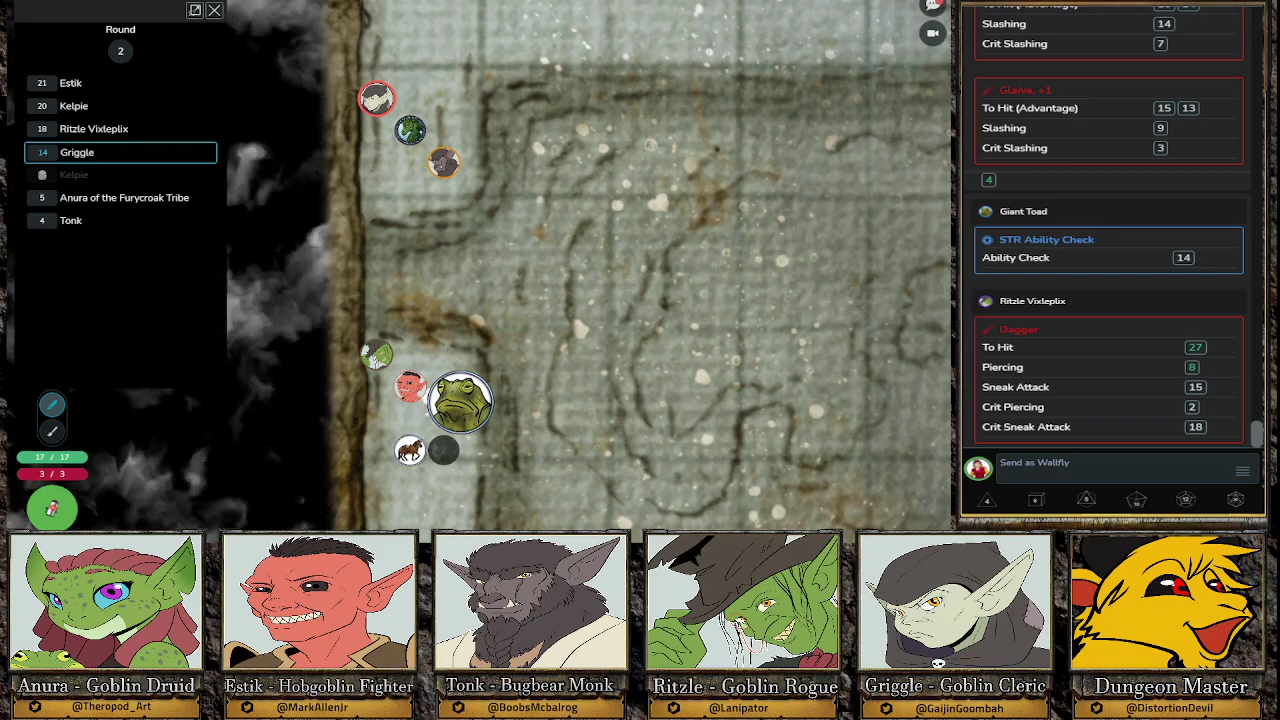 Round
2
21 Estik
20 Kelpie
18 Ritzle Vixleplix
14 Griggle
Kelpie
5 Anura of the Furycroak Tribe
4 Tonk
17 / 17
3 / 3
Slashing 14
Crit Slashing 7
Glaive, +1
To Hit (Advantage) 15 13
Slashing 9
Crit Slashing 3
4
Giant Toad
STR Ability Check
Ability Check 14
Ritzle Vixleplix
Dagger
To Hit 27
Piercing 8
Sneak Attack 15
Crit Piercing 2
Crit Sneak Attack 18
Send as Wallfly
Anura - Goblin Druid
@Theropod_Art
Estik - Hobgoblin Fighter
@MarkAllenJr
Tonk - Bugbear Monk
@BoobsMcbalrog
Ritzle - Goblin Rogue
@Lanipator
Griggle - Goblin Cleric
@GaijinGoombah
Dungeon Master
@DistortionDevil